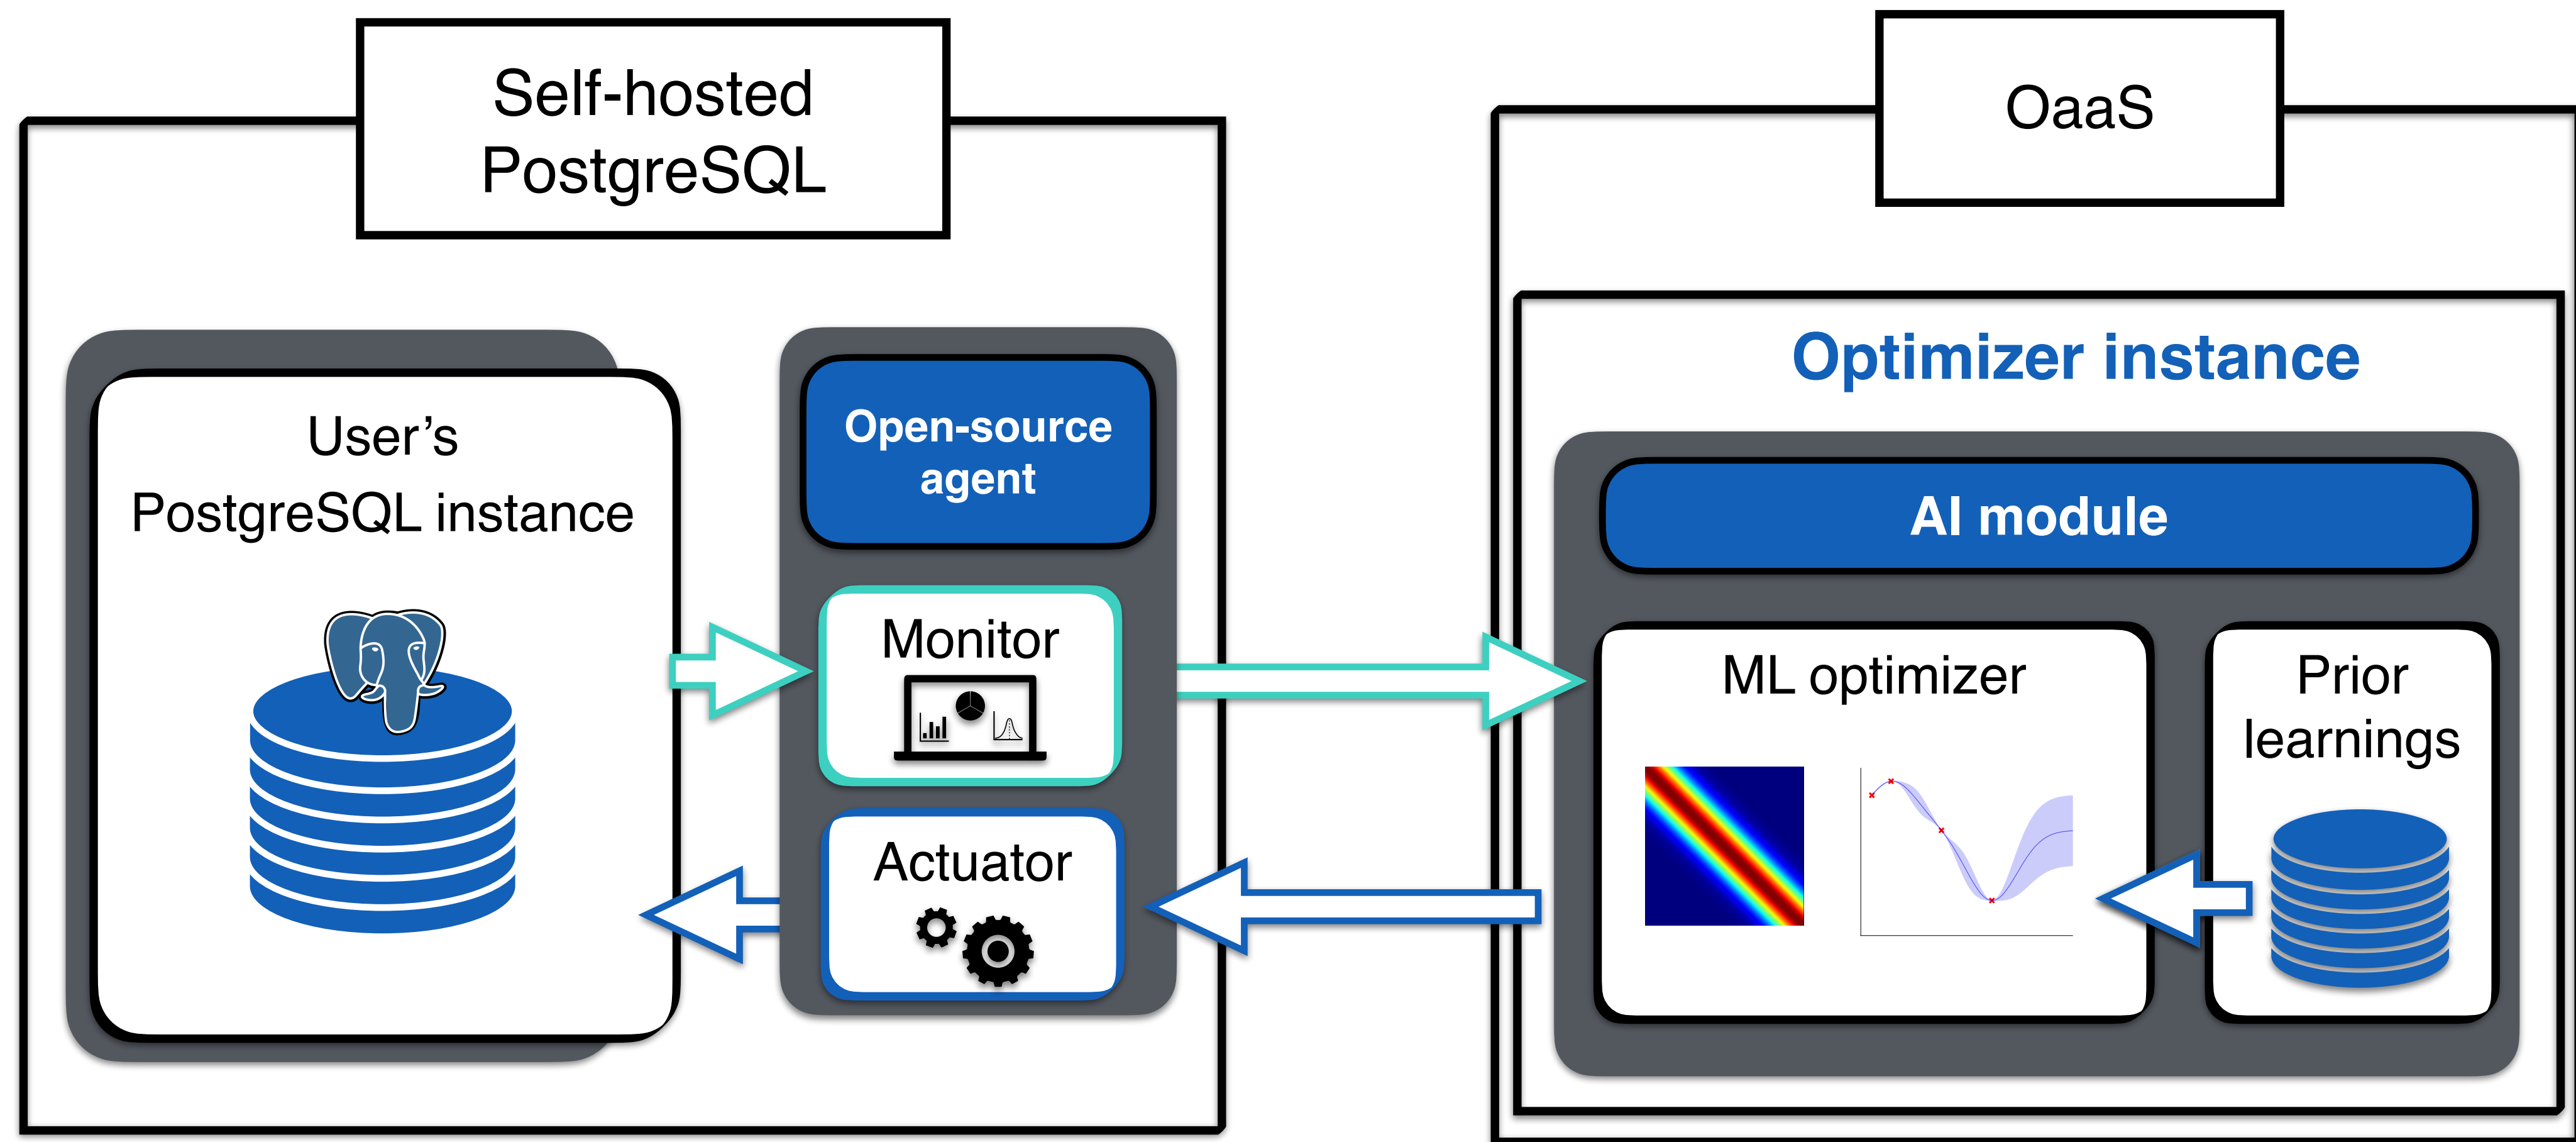 Self-hosted
PostgreSQL
OaaS
User’s
PostgreSQL instance
Open-source
agent
Monitor
Actuator
Optimizer instance
AI module
ML optimizer
Prior
learnings